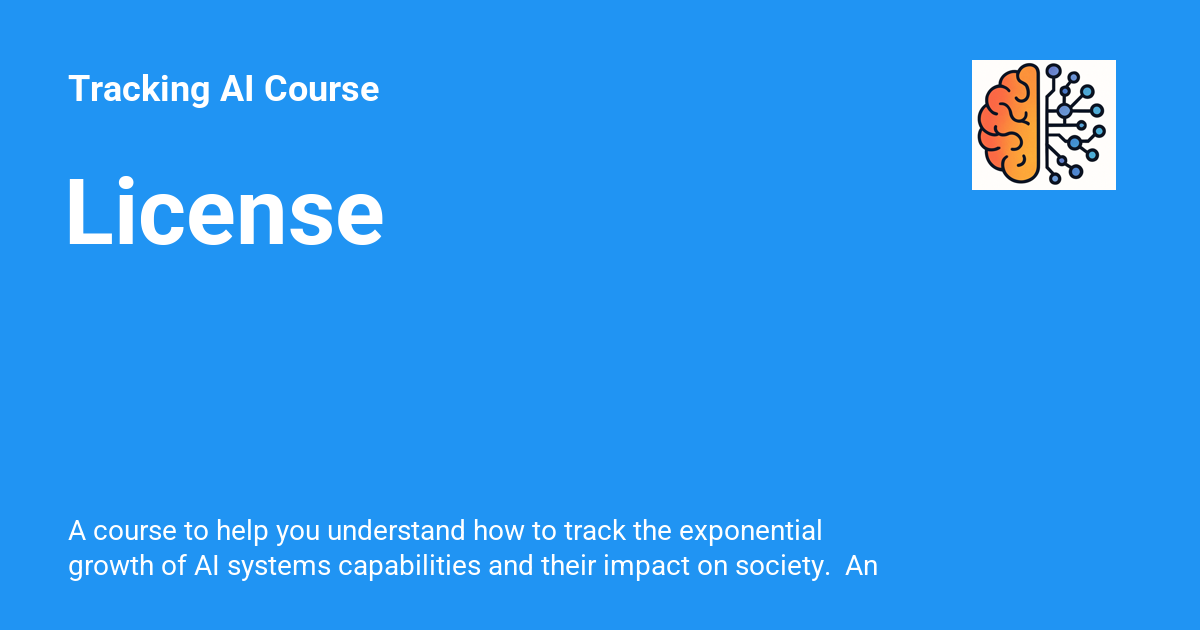 Tracking AI Course
License
A course to help you understand how to track the exponential
growth of AI systems capabilities and their impact on society.  An